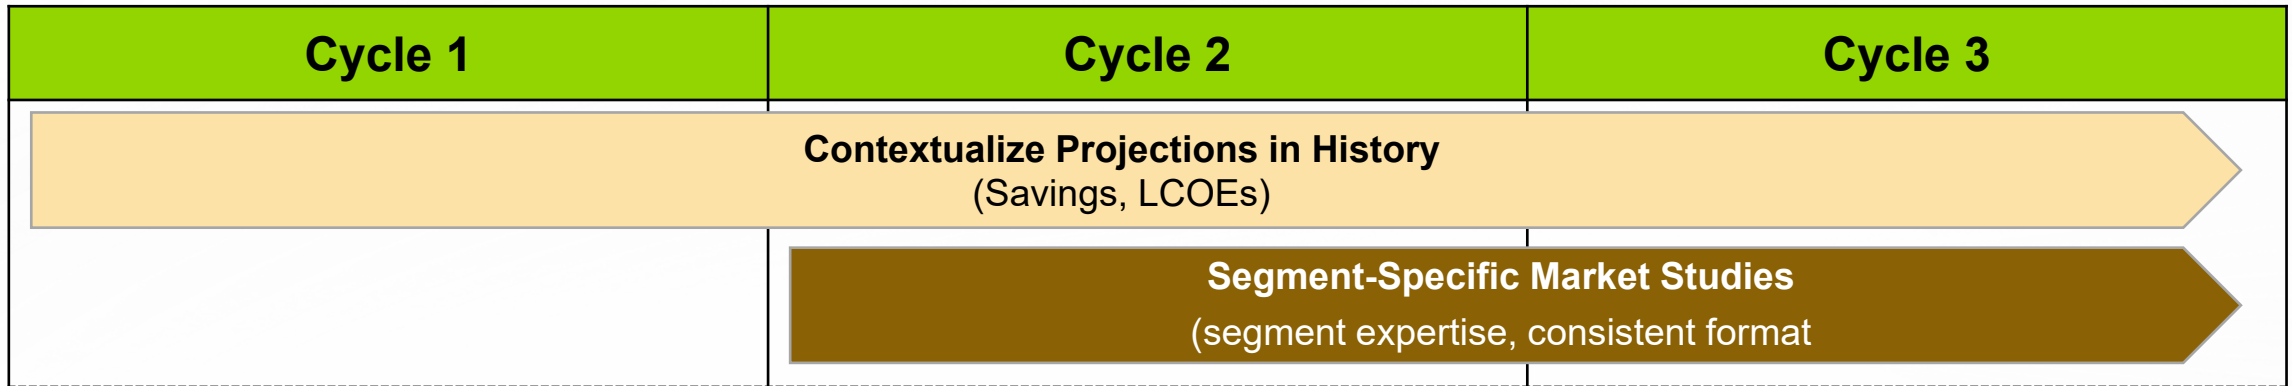 Cycle 1
Cycle 2
Cycle 3
Contextualize Projections in History
(Savings, LCOEs)
Segment-Specific Market Studies
(segment expertise, consistent format